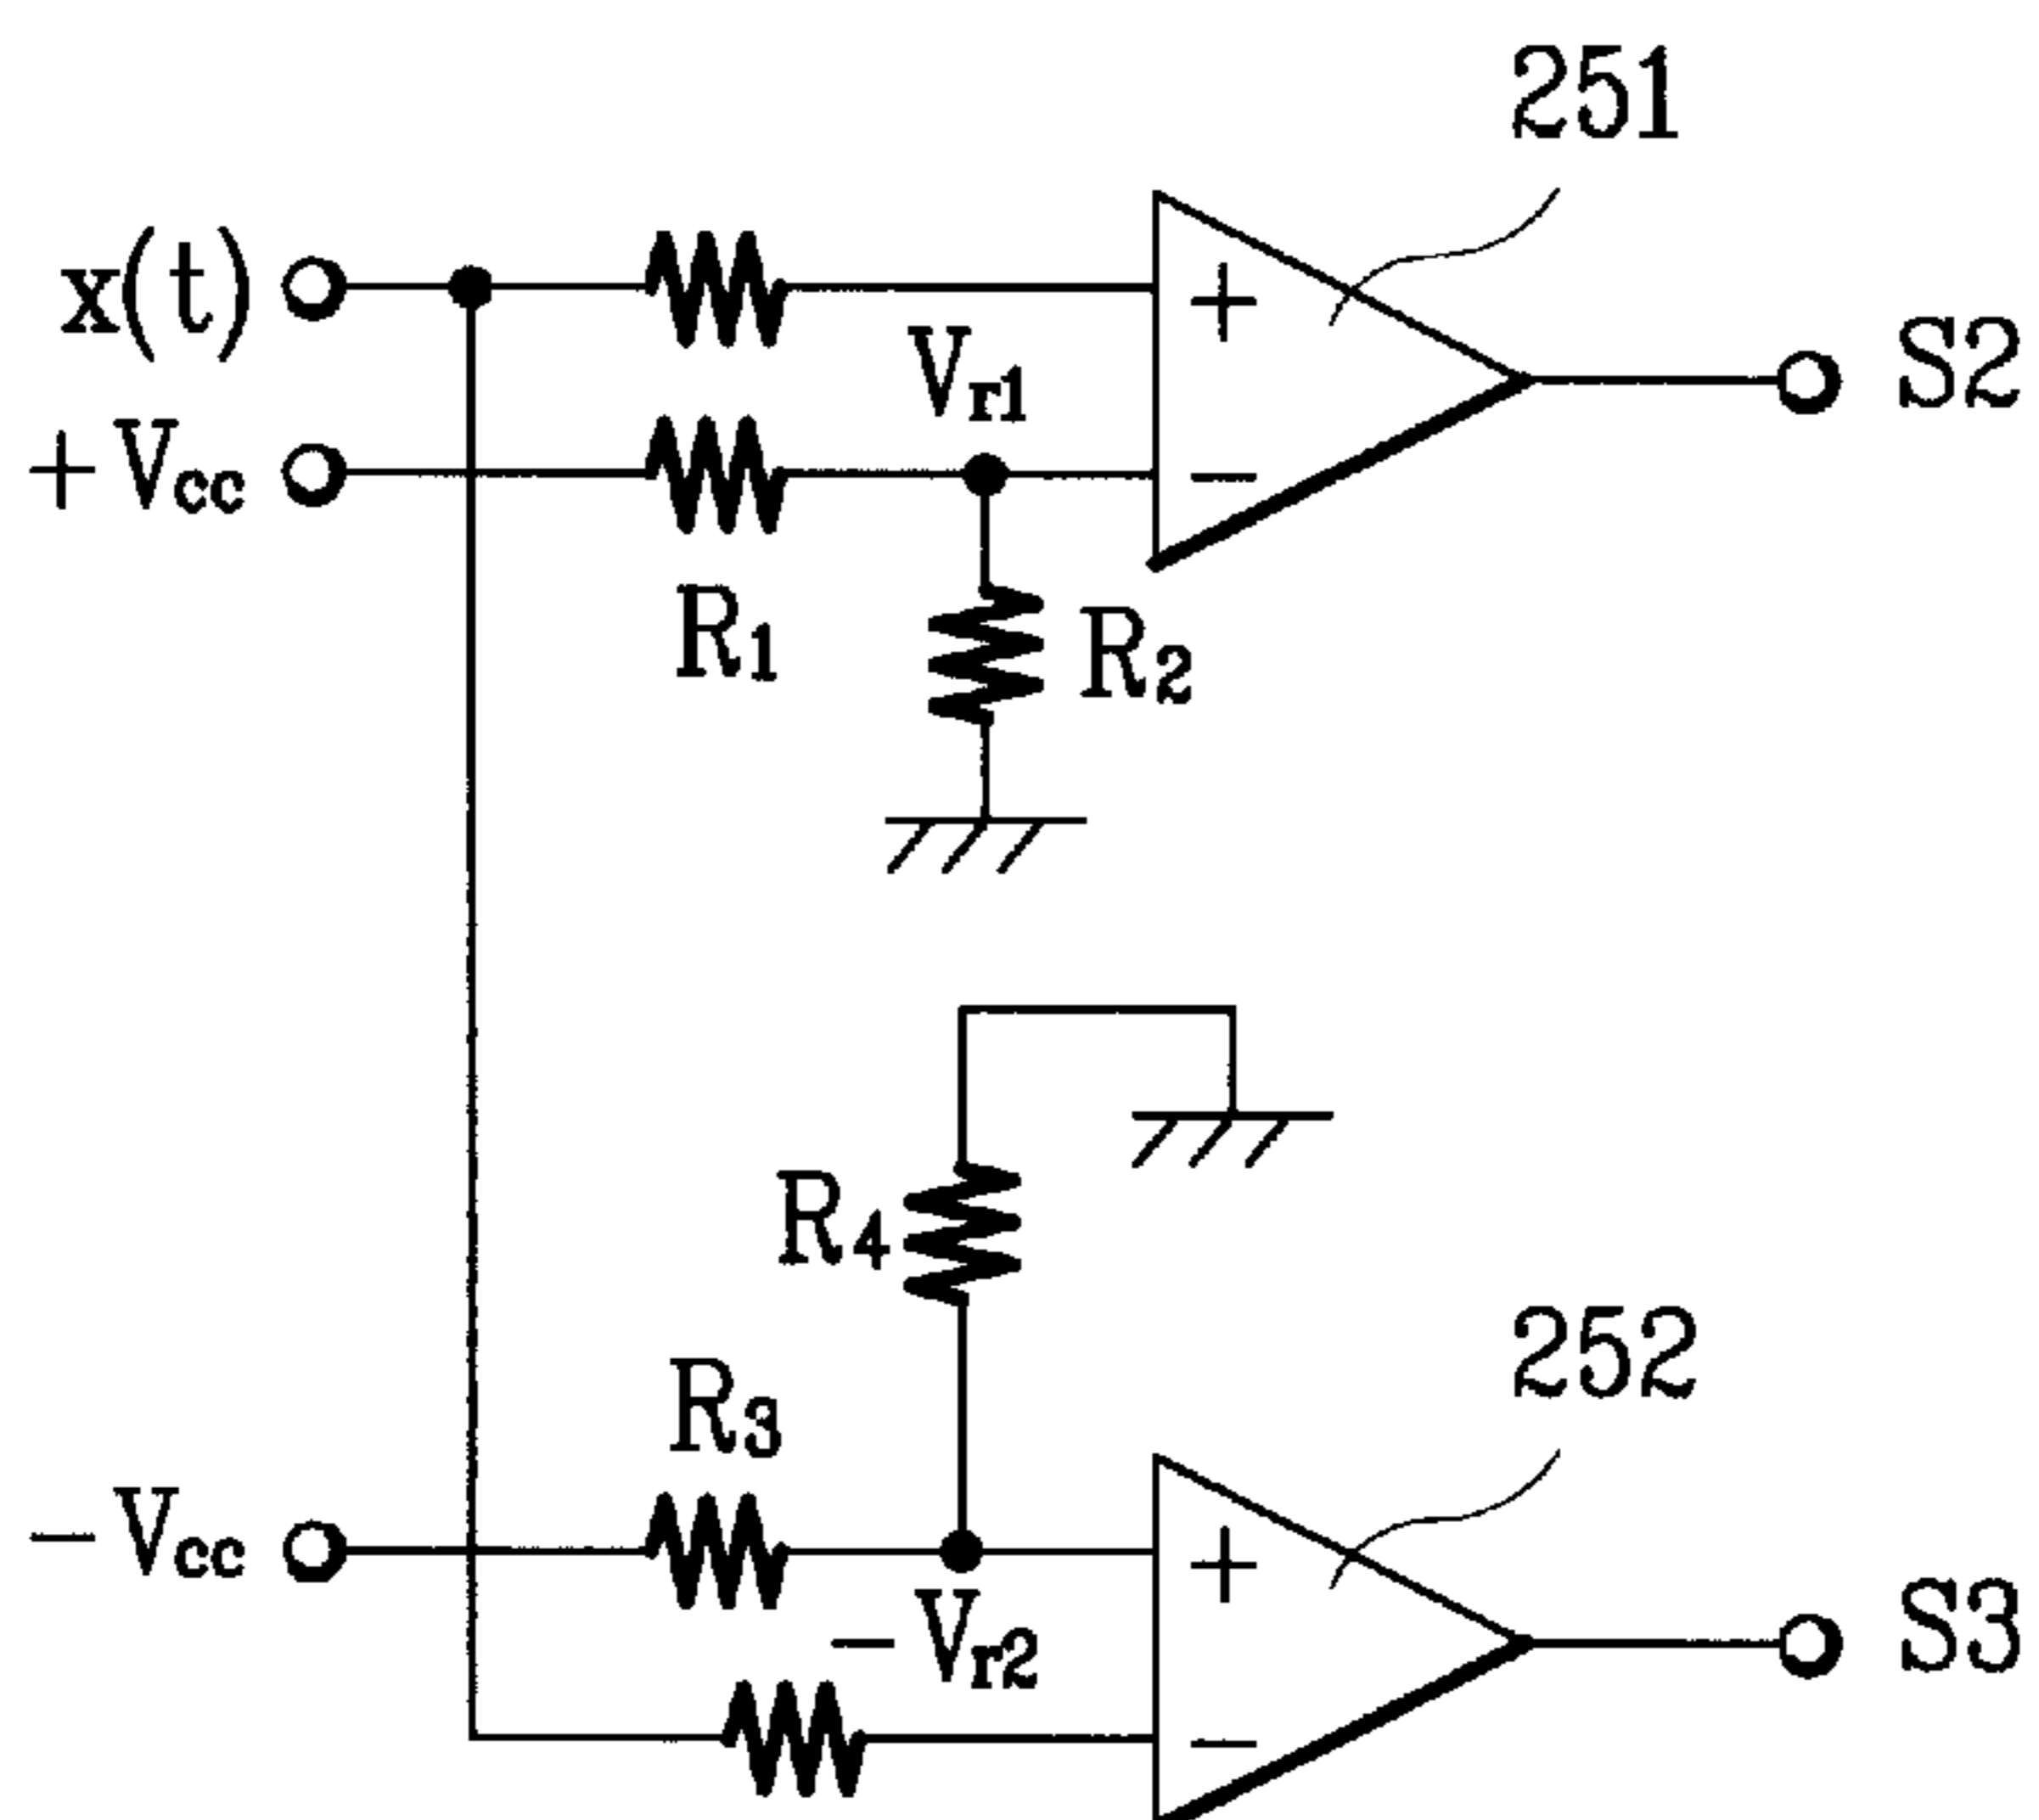 251
x(t)
S2
Vr1
+Vcc
R1
R2
R4
252
R3
-Vcc
S3
-Vr2